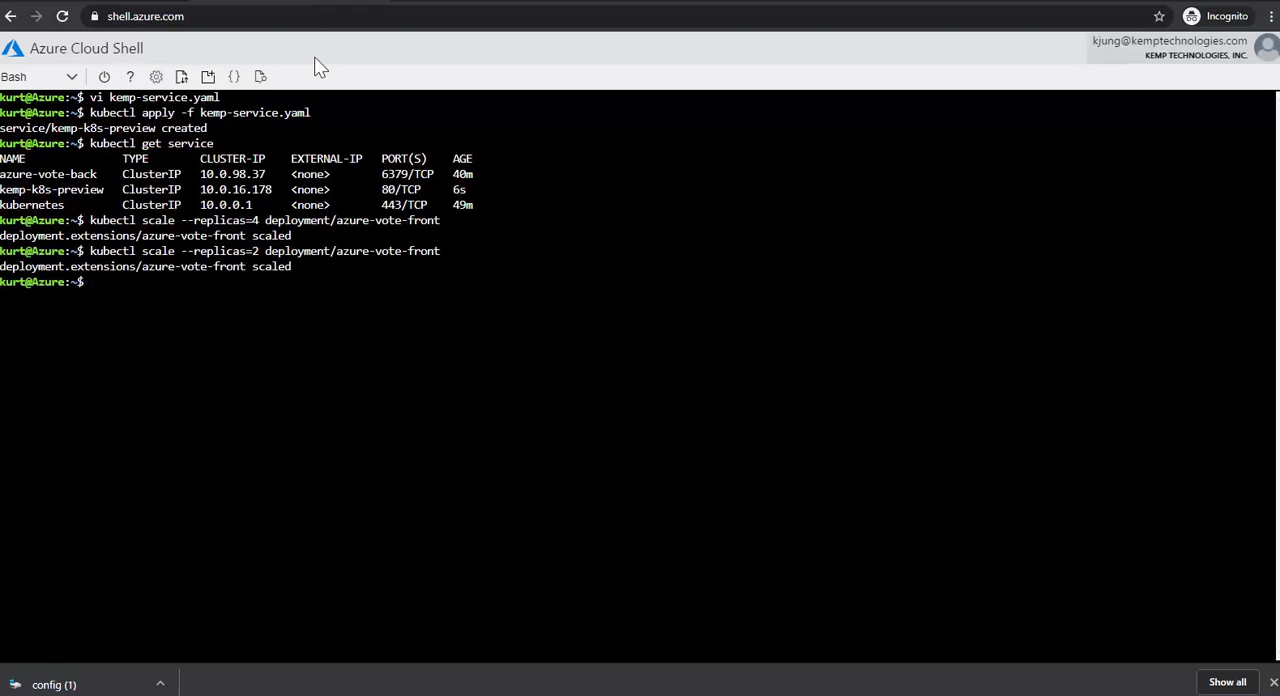 shell.azure.com
Incognito
Azure Cloud Shell
kjung@kemptechnologies.com
KEMP TECHNOLOGIES, INC.
Bash
?
{}
kurt@Azure:~$ vi kemp-service.yaml
kurt@Azure:~$ kubectl apply -f kemp-service.yaml
service/kemp-k8s-preview created
kurt@Azure:~$ kubectl get service
NAME TYPE CLUSTER-IP EXTERNAL-IP PORT(S) AGE
azure-vote-back ClusterIP 10.0.98.37 <none> 6379/TCP 40m
kemp-k8s-preview ClusterIP 10.0.16.178 <none> 80/TCP 6s
kubernetes ClusterIP 10.0.0.1 <none> 443/TCP 49m
kurt@Azure:~$ kubectl scale --replicas=4 deployment/azure-vote-front
deployment.extensions/azure-vote-front scaled
kurt@Azure:~$ kubectl scale --replicas=2 deployment/azure-vote-front
deployment.extensions/azure-vote-front scaled
kurt@Azure:~$
config (1)
Show all